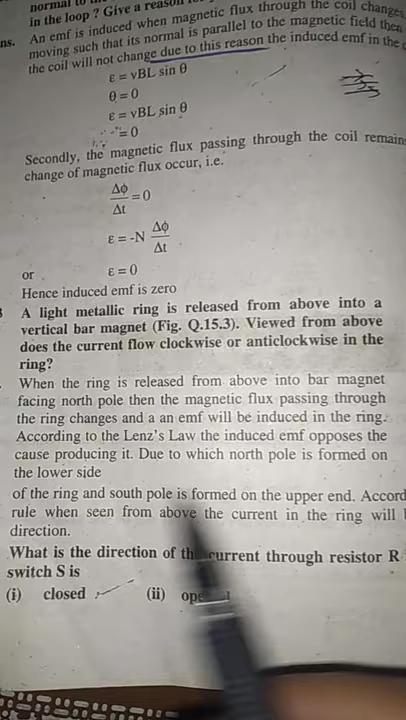 normal to
in the loop ? Give a reason
ns. An emf is induced when magnetic flux through the coil changes
moving such that its normal is parallel to the magnetic field then
the coil will not change due to this reason the induced emf in the
ε = vBL sin θ
θ = 0
ε = vBL sin θ
= 0
Secondly, the magnetic flux passing through the coil remain
change of magnetic flux occur, i.e.
Δϕ/Δt = 0
ε = -N Δϕ/Δt
or ε = 0
Hence induced emf is zero
3 A light metallic ring is released from above into a
vertical bar magnet (Fig. Q.15.3). Viewed from above
does the current flow clockwise or anticlockwise in the
ring?
. When the ring is released from above into bar magnet
facing north pole then the magnetic flux passing through
the ring changes and a an emf will be induced in the ring.
According to the Lenz's Law the induced emf opposes the
cause producing it. Due to which north pole is formed on
the lower side
of the ring and south pole is formed on the upper end. Accord
rule when seen from above the current in the ring will
direction.
What is the direction of the current through resistor R
switch S is
(i) closed (ii)